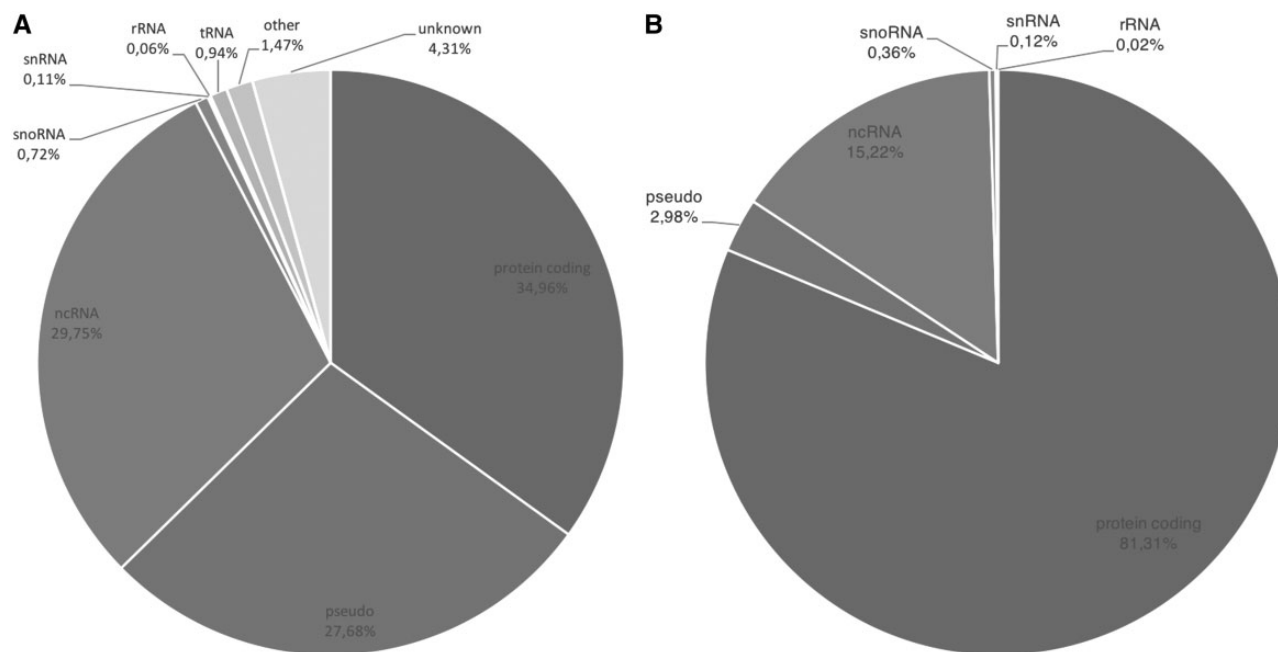 A
rRNA
0,06%
tRNA
0,94%
other
1,47%
unknown
4,31%
snRNA
0,11%
snoRNA
0,72%
protein coding
34,96%
ncRNA
29,75%
pseudo
27,68%
B
snoRNA
0,36%
snRNA
0,12%
rRNA
0,02%
ncRNA
15,22%
pseudo
2,98%
protein coding
81,31%